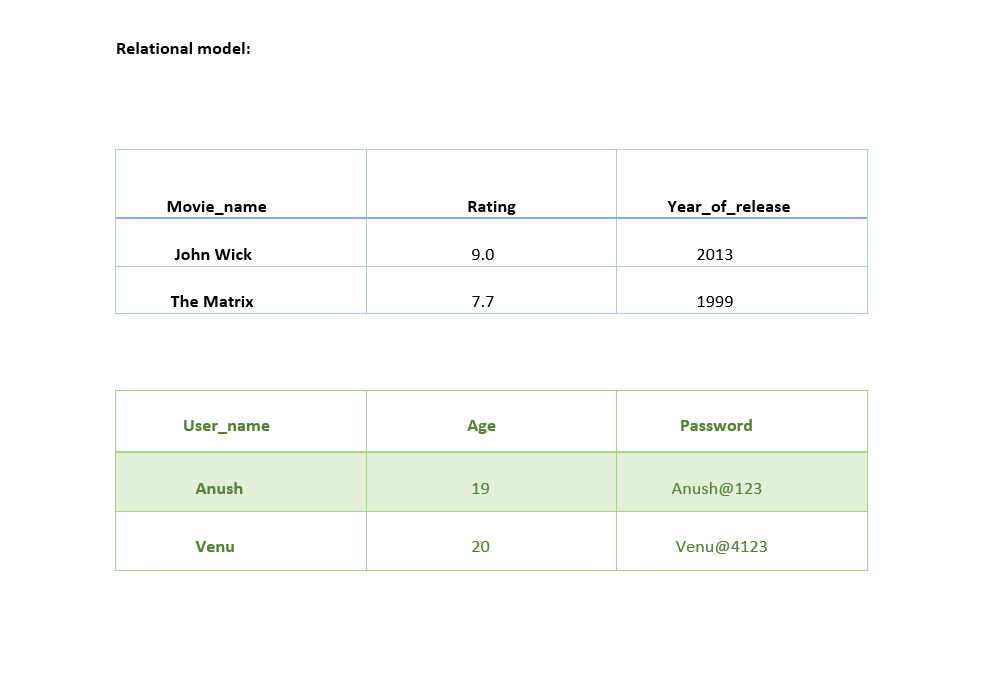 Relational model:
Movie_name Rating Year_of_release
John Wick 9.0 2013
The Matrix 7.7 1999
User_name Age Password
Anush 19 Anush@123
Venu 20 Venu@4123